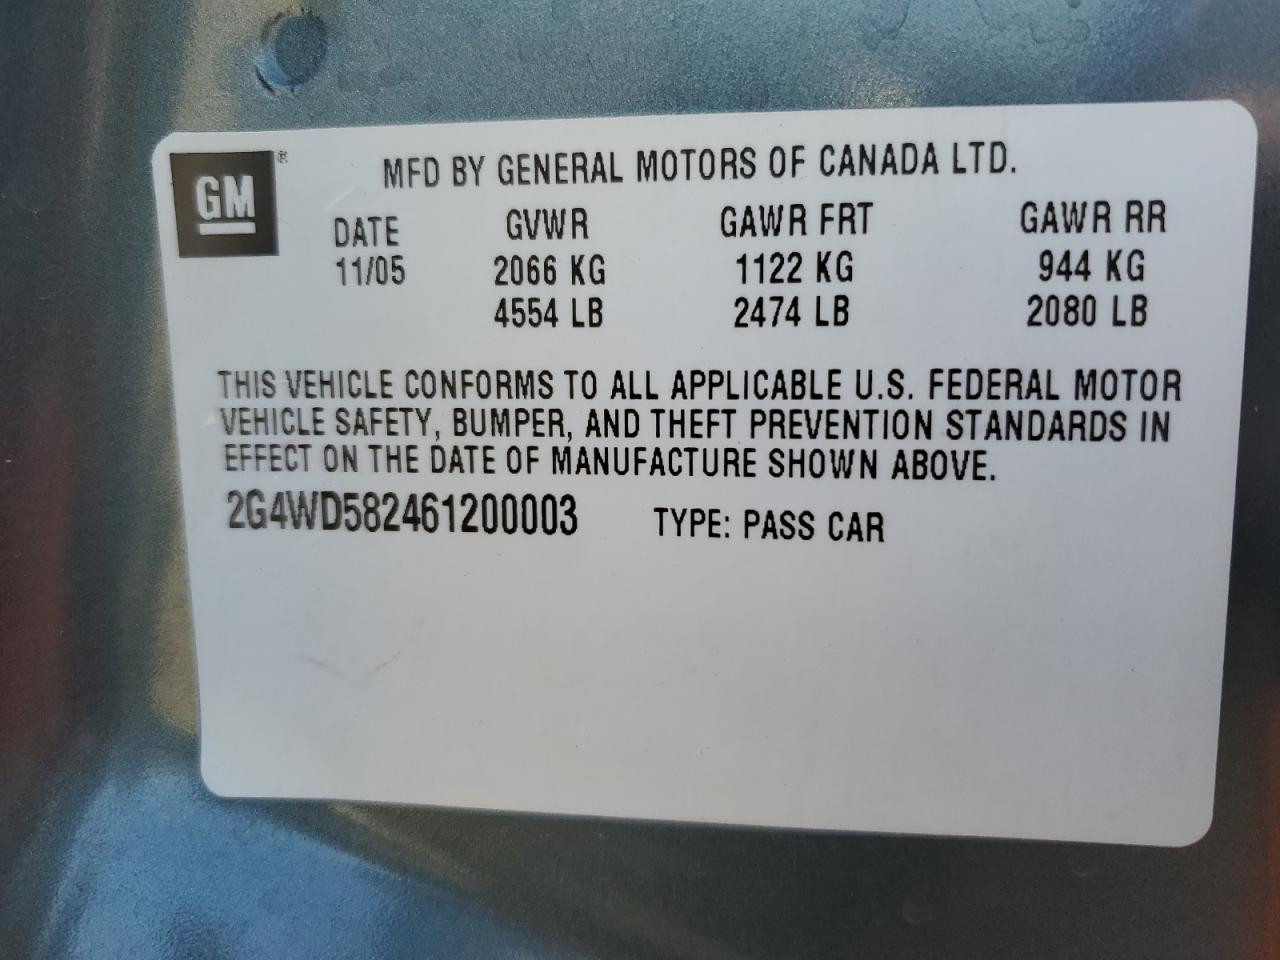 GM ® MFD BY GENERAL MOTORS OF CANADA LTD.
DATE GVWR GAWR FRT GAWR RR
11/05 2066 KG 1122 KG 944 KG
4554 LB 2474 LB 2080 LB
THIS VEHICLE CONFORMS TO ALL APPLICABLE U.S. FEDERAL MOTOR
VEHICLE SAFETY, BUMPER, AND THEFT PREVENTION STANDARDS IN
EFFECT ON THE DATE OF MANUFACTURE SHOWN ABOVE.
2G4WD582461200003 TYPE: PASS CAR